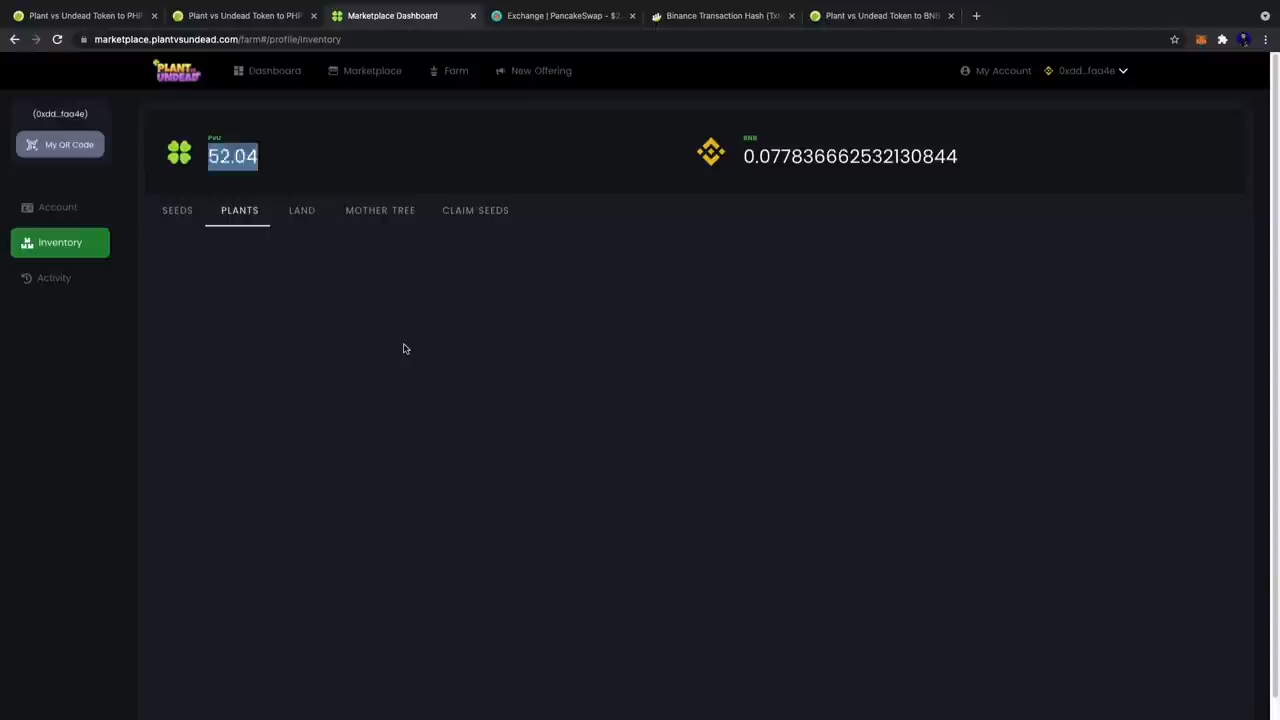 Plant vs Undead Token to PHP
Plant vs Undead Token to PHP
Marketplace Dashboard
Exchange | PancakeSwap - $2.
Binance Transaction Hash (Txh
Plant vs Undead Token to BNB
marketplace.plantvsundead.com/farm#/profile/inventory
PLANT
UNDEAD
Dashboard
Marketplace
Farm
New Offering
My Account
0xdd...faa4e
(0xdd...faa4e)
My QR Code
Account
Inventory
Activity
PVU
52.04
BNB
0.077836662532130844
SEEDS
PLANTS
LAND
MOTHER TREE
CLAIM SEEDS